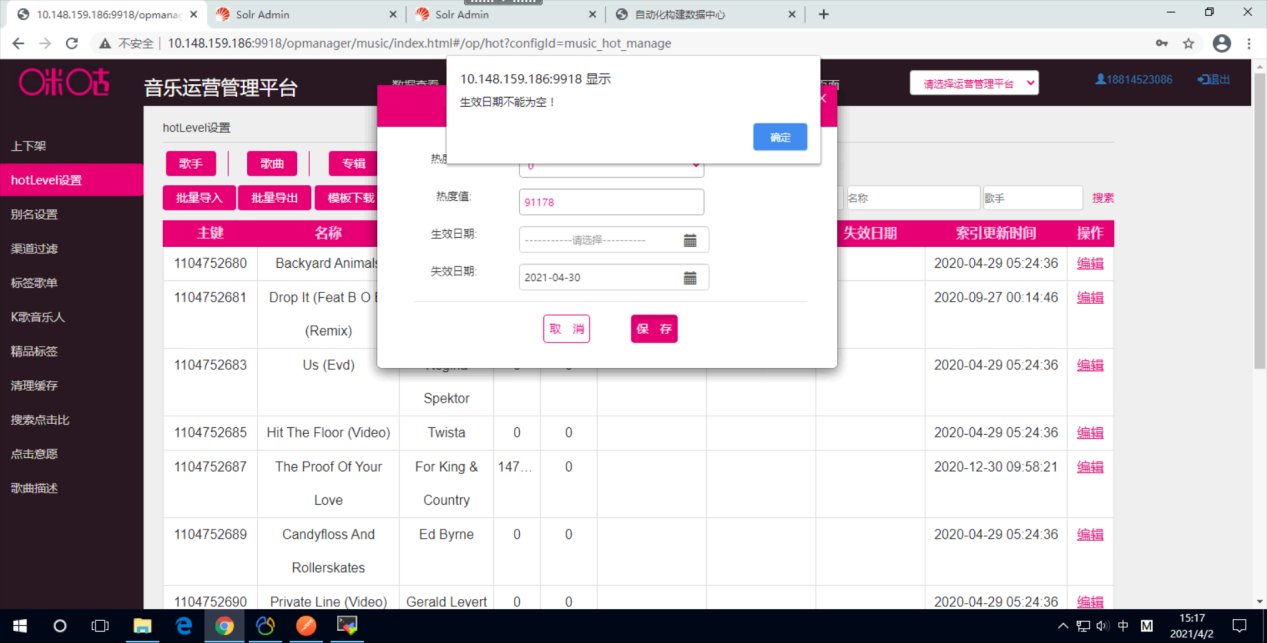 10.148.159.186:9918/opmanag
Solr Admin
Solr Admin
自动化构建数据中心
不安全
10.148.159.186:9918/opmanager/music/index.html#/op/hot?configId=music_hot_manage
咪咕
音乐运营管理平台
请选择运营管理平台
18814523086
退出
10.148.159.186:9918 显示
生效日期不能为空！
确定
上下架
hotLevel设置
别名设置
渠道过滤
标签歌单
K歌音乐人
精品标签
清理缓存
搜索点击比
点击意愿
歌曲描述
hotLevel设置
歌手
歌曲
专辑
批量导入
批量导出
模板下载
名称
歌手
搜索
0
热度值:
91178
生效日期:
-----------请选择----------
失效日期:
2021-04-30
取 消
保 存
主键 名称 失效日期 索引更新时间 操作
1104752680 Backyard Animals 2020-04-29 05:24:36 编辑
1104752681 Drop It (Feat B O B 2020-09-27 00:14:46 编辑
(Remix)
1104752683 Us (Evd) Regina 0 0 2020-04-29 05:24:36 编辑
Spektor
1104752685 Hit The Floor (Video) Twista 0 0 2020-04-29 05:24:36 编辑
1104752687 The Proof Of Your For King & 147... 0 2020-12-30 09:58:21 编辑
Love Country
1104752689 Candyfloss And Ed Byrne 0 0 2020-04-29 05:24:36 编辑
Rollerskates
1104752690 Private Line (Video) Gerald Levert 0 0 2020-04-29 05:24:36 编辑
中
M
15:17
2021/4/2